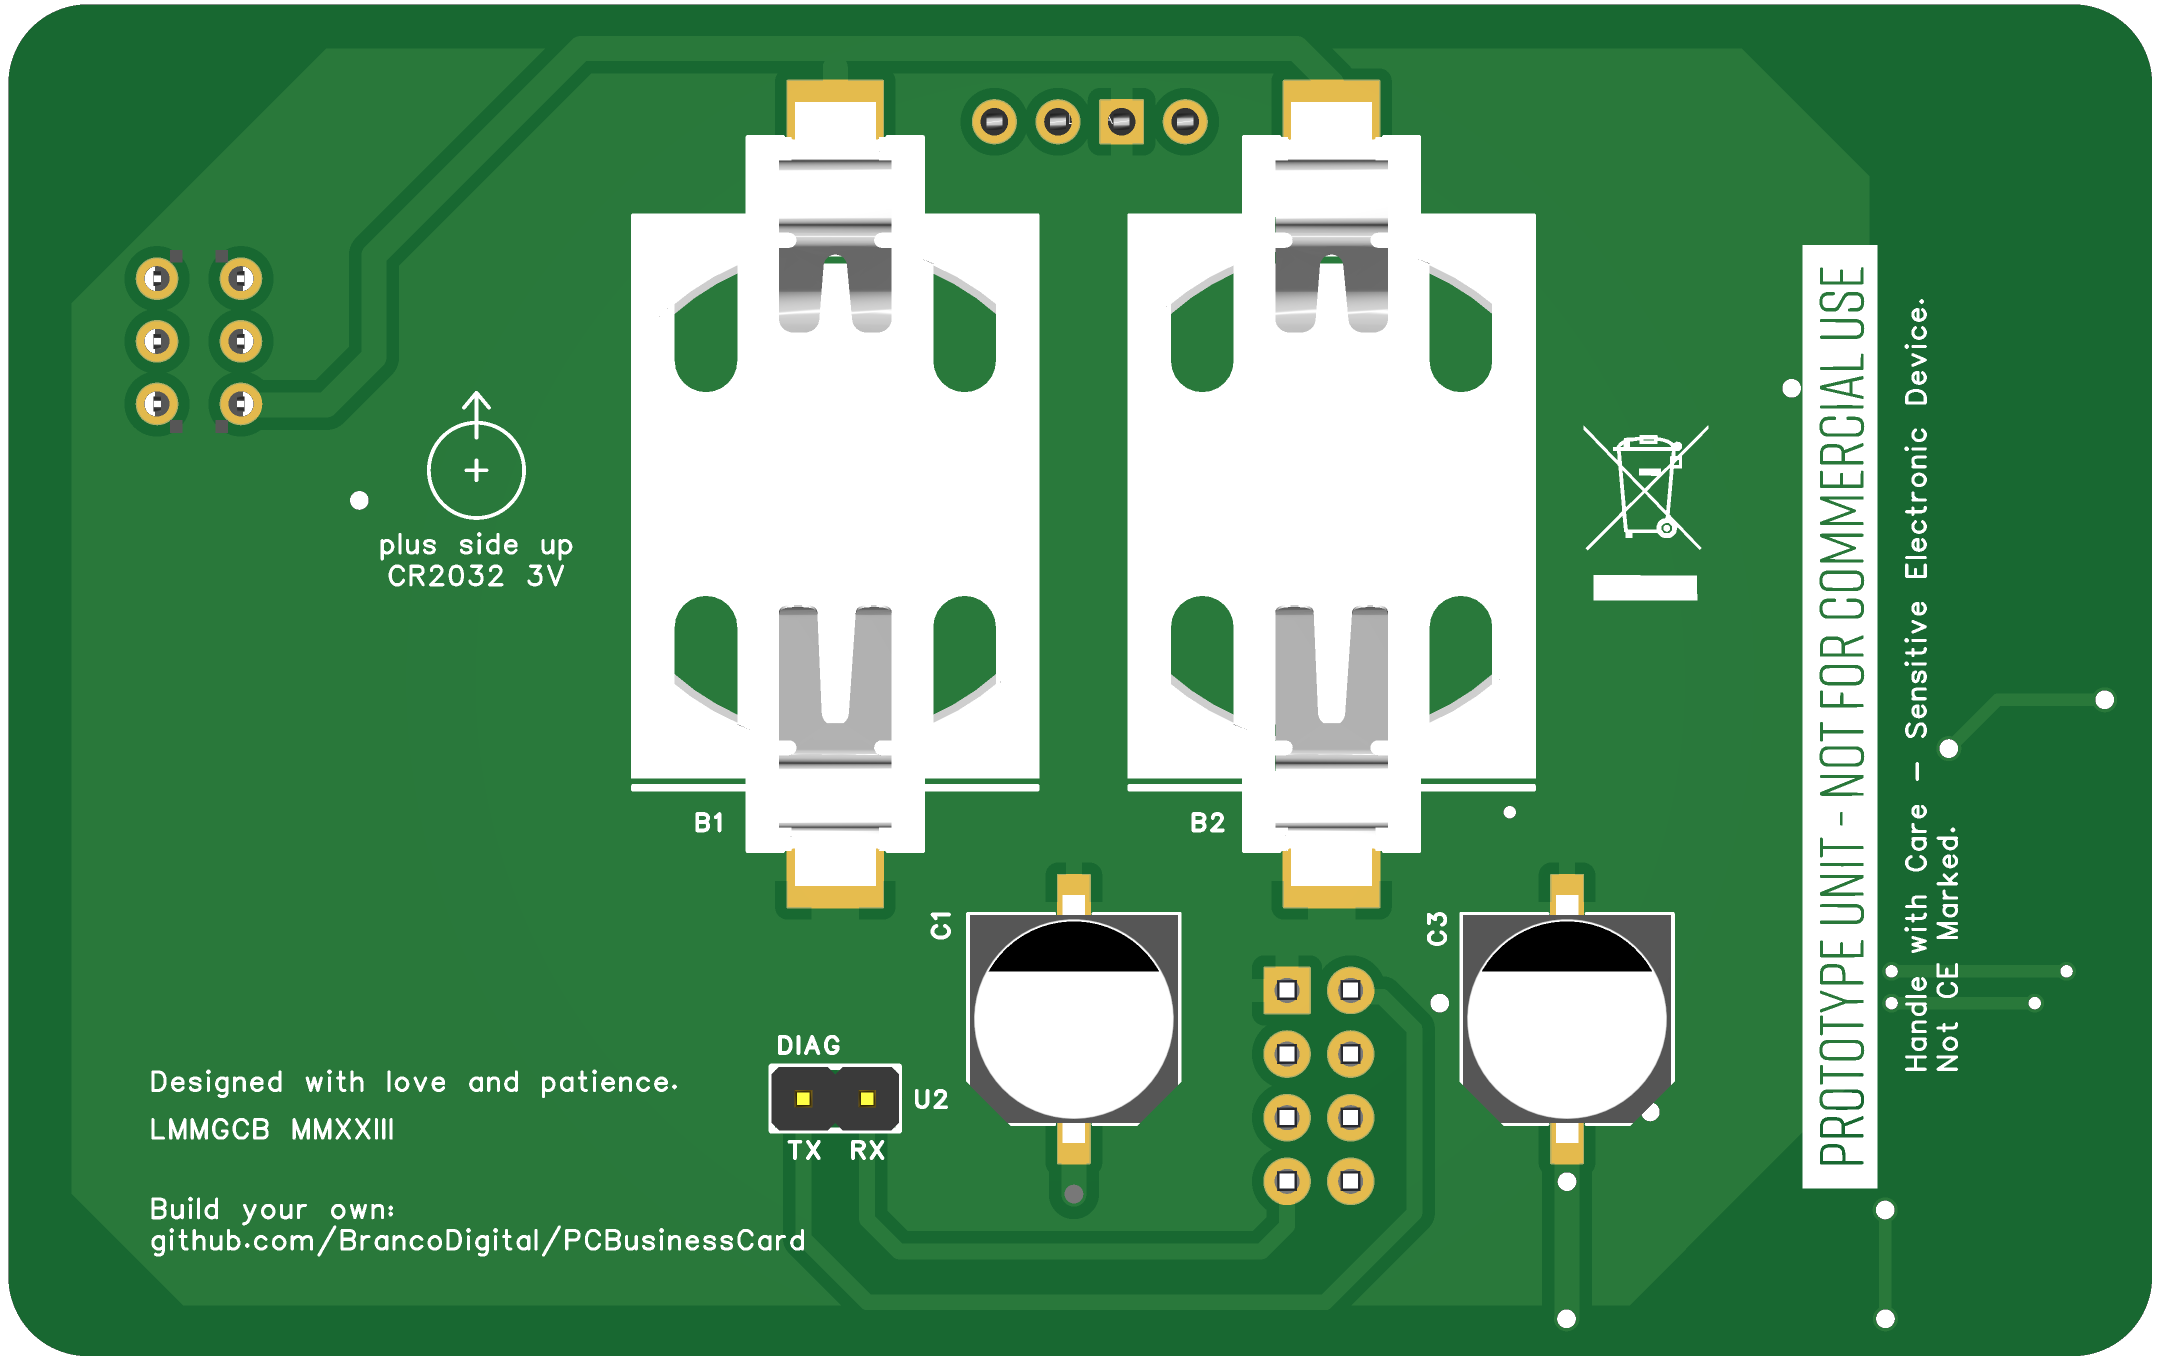 plus side up
CR2032 3V
B1
B2
C1
C3
DIAG
U2
TX RX
Designed with love and patience.
LMMGCB MMXXIII
Build your own:
github.com/BrancoDigital/PCBusinessCard
PROTOTYPE UNIT - NOT FOR COMMERCIAL USE
Handle with Care - Sensitive Electronic Device.
Not CE Marked.